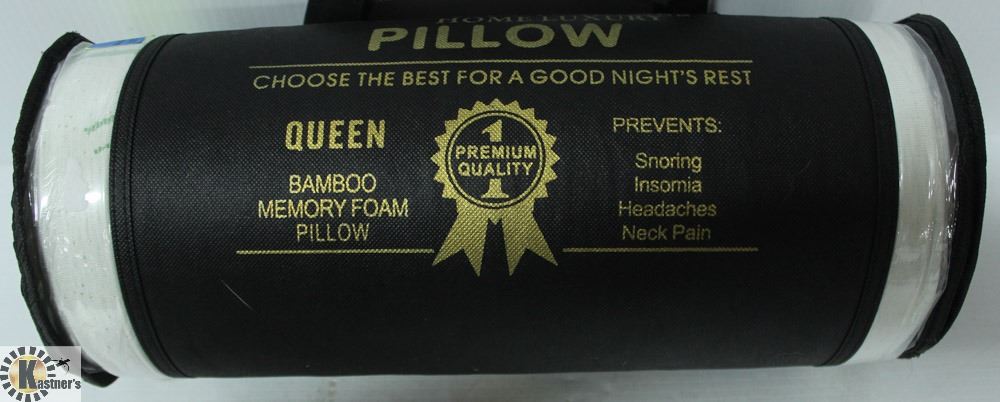 HOME LUXURY
PILLOW
CHOOSE THE BEST FOR A GOOD NIGHT'S REST
QUEEN
BAMBOO
MEMORY FOAM
PILLOW
1
PREMIUM
QUALITY
PREVENTS:
Snoring
Insomia
Headaches
Neck Pain
Kastner's